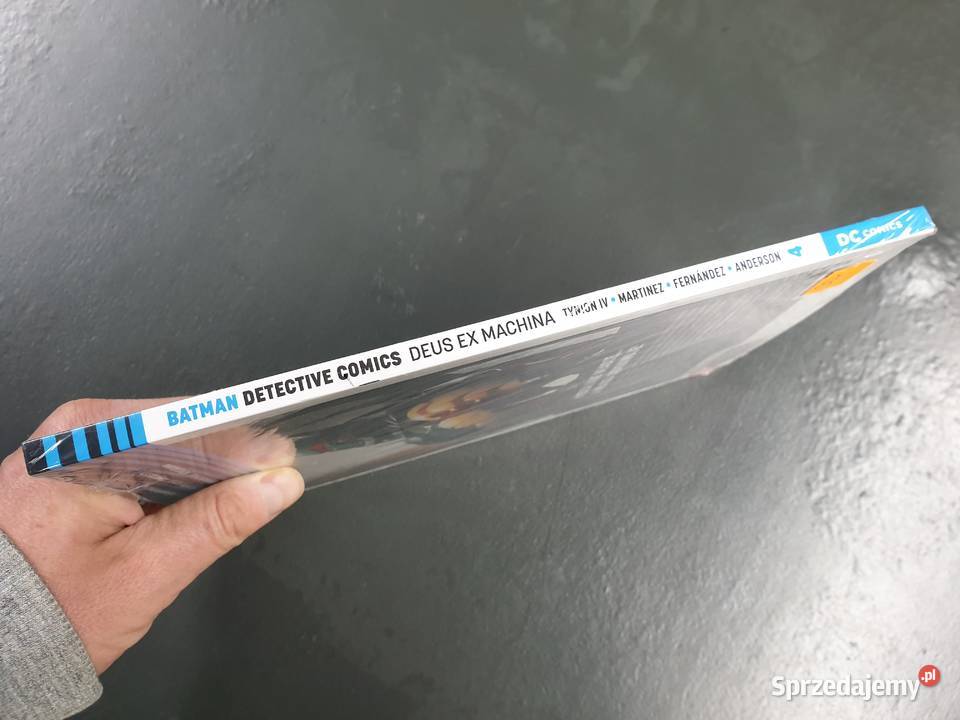 BATMAN DETECTIVE COMICS DEUS EX MACHINA TYNION IV • MARTINEZ • FERNÁNDEZ • ANDERSON 4 DC COMICS
Sprzedajemy.pl